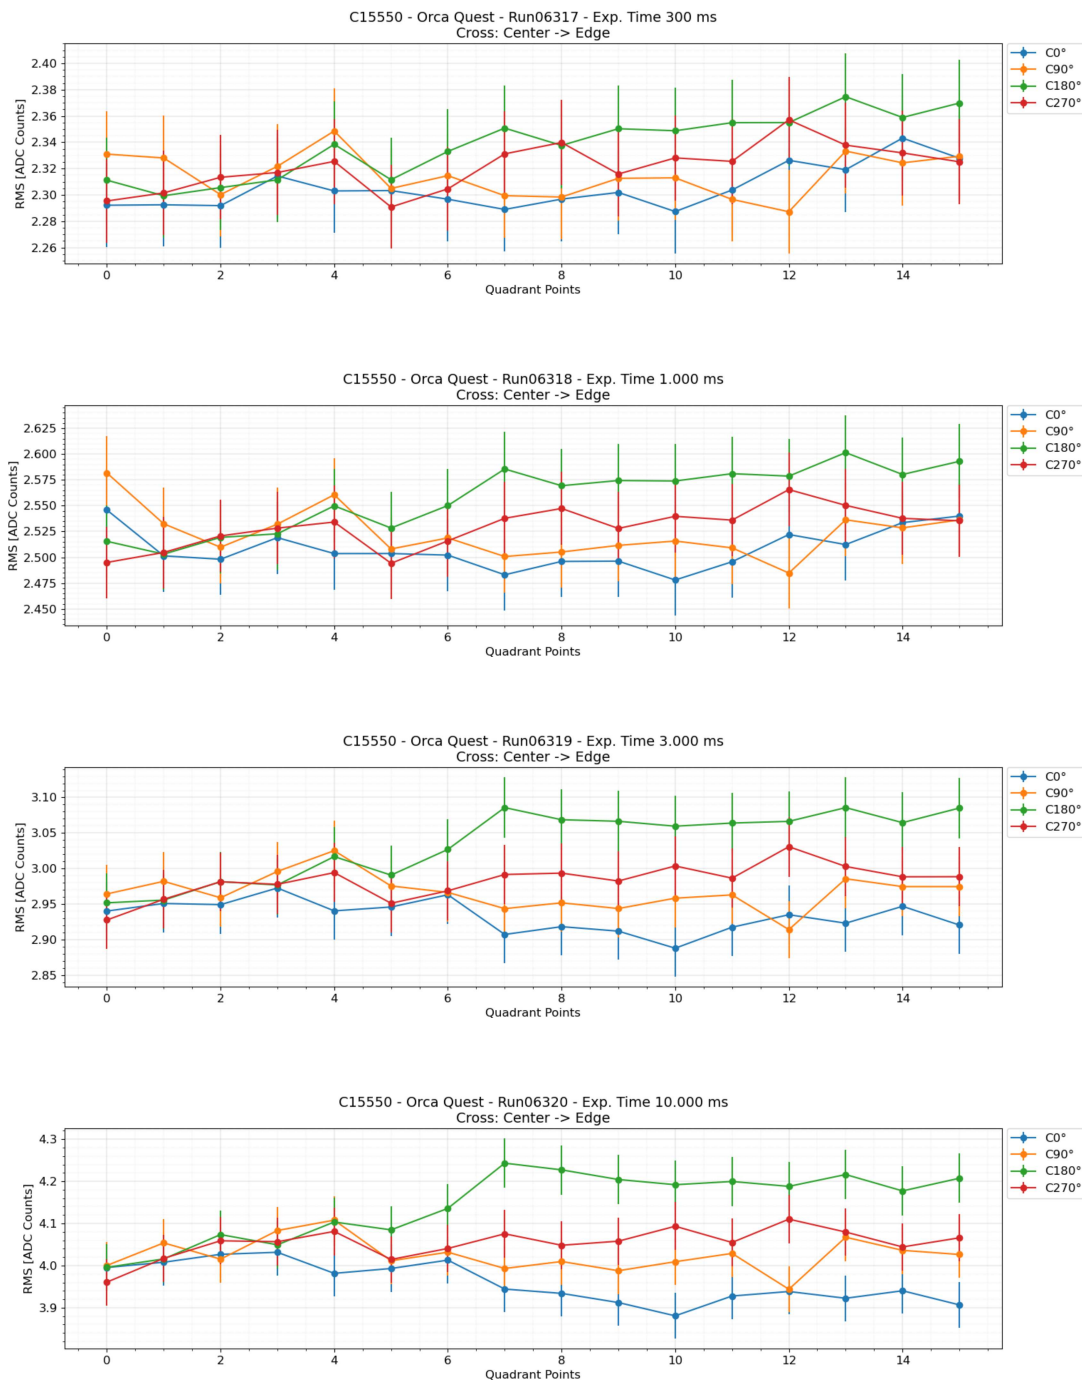 C15550 - Orca Quest - Run06317 - Exp. Time 300 ms
Cross: Center -> Edge
C0°
C90°
C180°
C270°
RMS [ADC Counts]
2.40
2.38
2.36
2.34
2.32
2.30
2.28
2.26
0 2 4 6 8 10 12 14
Quadrant Points
C15550 - Orca Quest - Run06318 - Exp. Time 1.000 ms
Cross: Center -> Edge
C0°
C90°
C180°
C270°
RMS [ADC Counts]
2.625
2.600
2.575
2.550
2.525
2.500
2.475
2.450
0 2 4 6 8 10 12 14
Quadrant Points
C15550 - Orca Quest - Run06319 - Exp. Time 3.000 ms
Cross: Center -> Edge
C0°
C90°
C180°
C270°
RMS [ADC Counts]
3.10
3.05
3.00
2.95
2.90
2.85
0 2 4 6 8 10 12 14
Quadrant Points
C15550 - Orca Quest - Run06320 - Exp. Time 10.000 ms
Cross: Center -> Edge
C0°
C90°
C180°
C270°
RMS [ADC Counts]
4.3
4.2
4.1
4.0
3.9
0 2 4 6 8 10 12 14
Quadrant Points